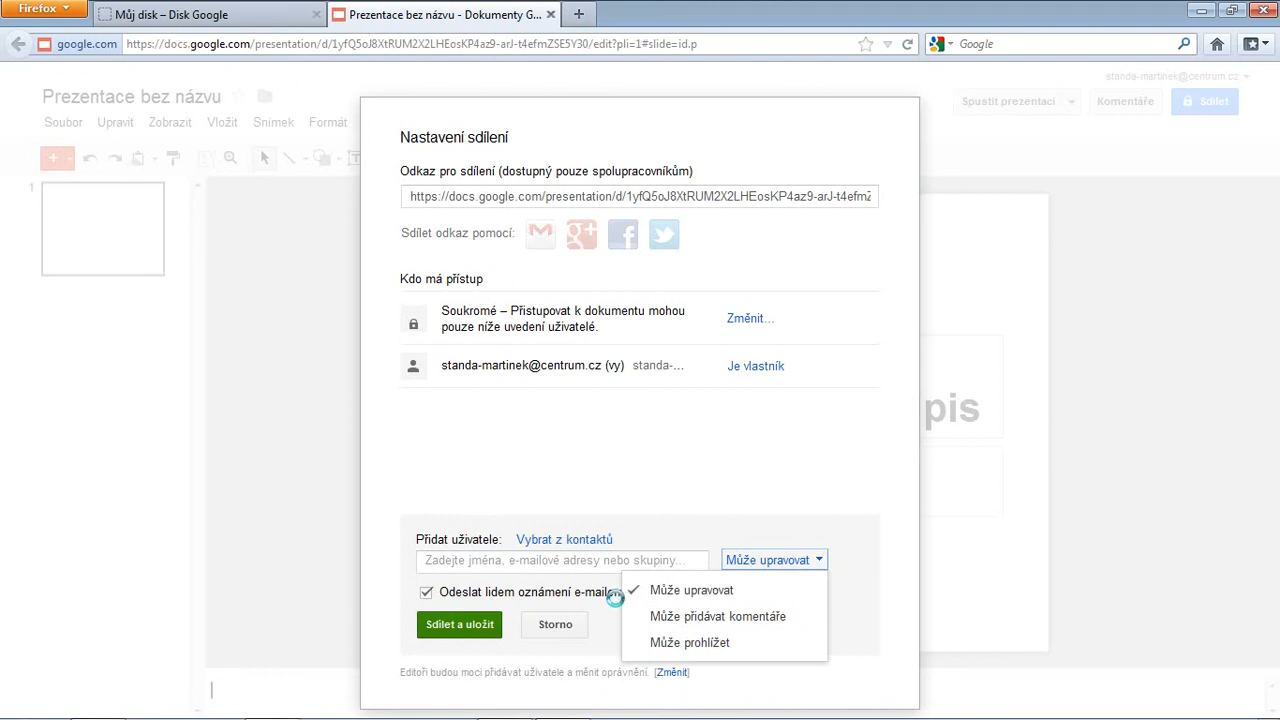 Firefox
Můj disk – Disk Google
Prezentace bez názvu - Dokumenty G...
google.com
https://docs.google.com/presentation/d/1yfQ5oJ8XtRUM2X2LHEosKP4az9-arJ-t4efmZSE5Y30/edit?pli=1#slide=id.p
Google
standa-martinek@centrum.cz
Prezentace bez názvu
Spustit prezentaci
Komentáře
Sdílet
Soubor
Upravit
Zobrazit
Vložit
Snímek
Formát
1
Nastavení sdílení
Odkaz pro sdílení (dostupný pouze spolupracovníkům)
https://docs.google.com/presentation/d/1yfQ5oJ8XtRUM2X2LHEosKP4az9-arJ-t4efmZ
Sdílet odkaz pomocí:
Kdo má přístup
Soukromé – Přistupovat k dokumentu mohou
pouze níže uvedení uživatelé.
Změnit...
standa-martinek@centrum.cz (vy) standa-...
Je vlastník
pis
Přidat uživatele: Vybrat z kontaktů
Zadejte jména, e-mailové adresy nebo skupiny...
Může upravovat
Odeslat lidem oznámení e-mailem
Může upravovat
Může přidávat komentáře
Může prohlížet
Sdílet a uložit
Storno
Editoři budou moci přidávat uživatele a měnit oprávnění. [Změnit]